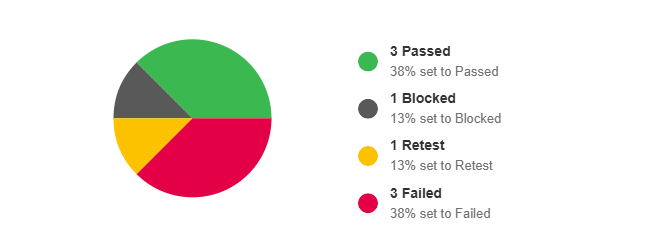 3 Passed
38% set to Passed
1 Blocked
13% set to Blocked
1 Retest
13% set to Retest
3 Failed
38% set to Failed